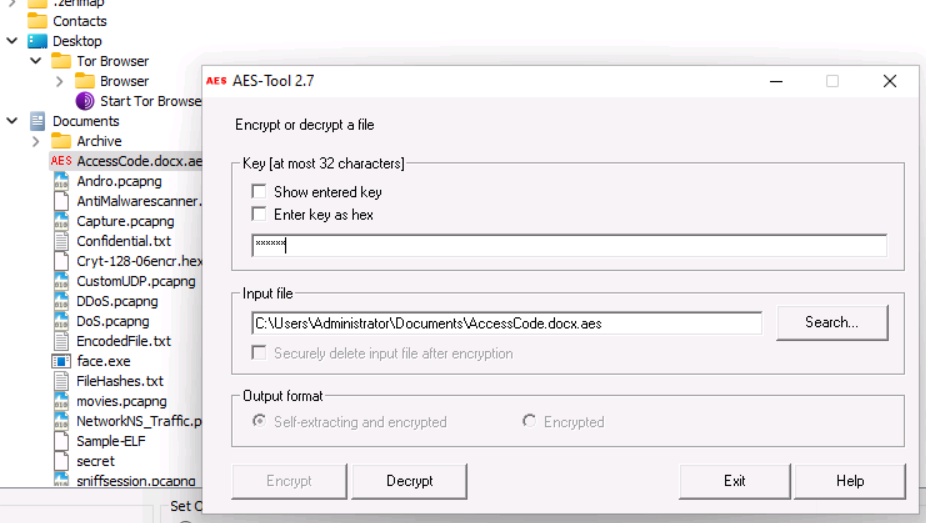 .zenmap
Contacts
Desktop
Tor Browser
Browser
Start Tor Browse
Documents
Archive
AES AccessCode.docx.aes
Andro.pcapng
AntiMalwarescanner.
Capture.pcapng
Confidential.txt
Cryt-128-06encr.hex
CustomUDP.pcapng
DDoS.pcapng
DoS.pcapng
EncodedFile.txt
face.exe
FileHashes.txt
movies.pcapng
NetworkNS_Traffic.p
Sample-ELF
secret
sniffsession.pcapng
Set
AES AES-Tool 2.7
Encrypt or decrypt a file
Key [at most 32 characters]
Show entered key
Enter key as hex
******
Input file
C:\Users\Administrator\Documents\AccessCode.docx.aes
Search...
Securely delete input file after encryption
Output format
Self-extracting and encrypted
Encrypted
Encrypt
Decrypt
Exit
Help